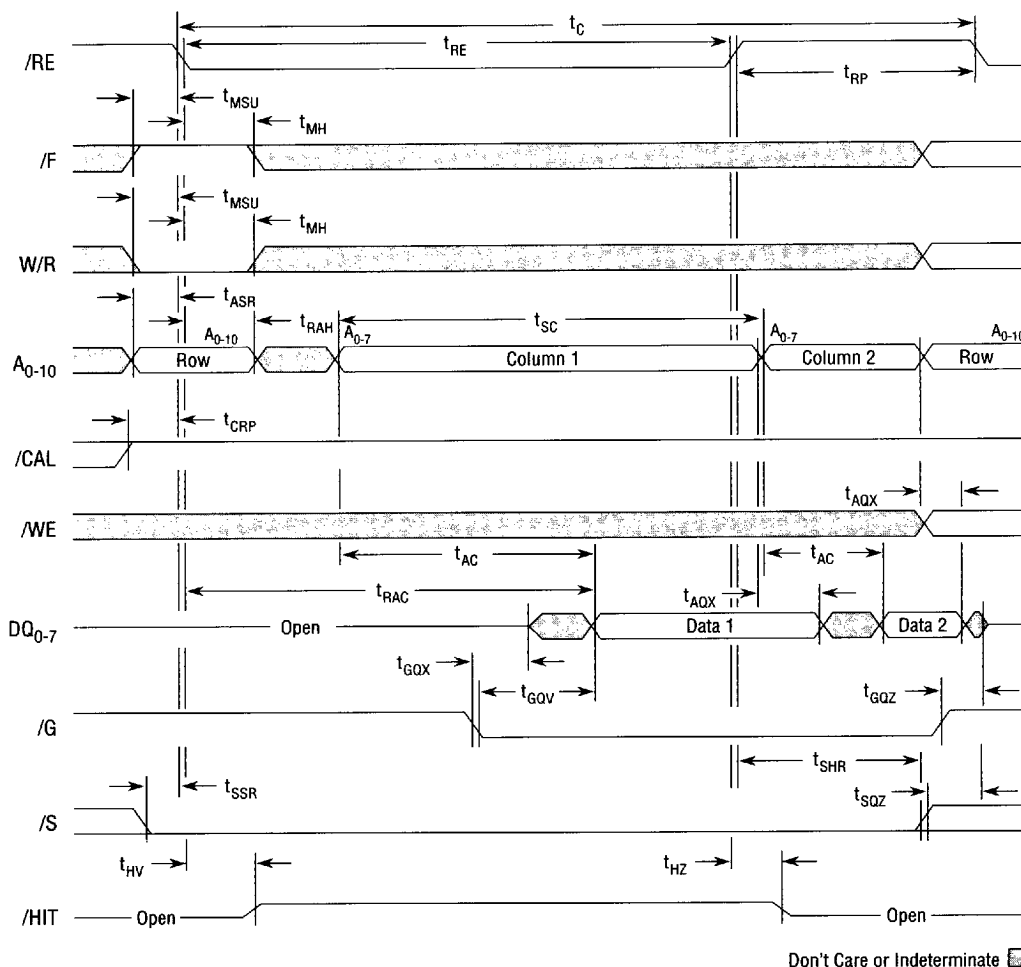 t_C
t_RE
/RE
t_RP
t_MSU
t_MH
/F
t_MSU
t_MH
W/R
t_ASR
t_RAH
t_SC
A_0-10 A_0-7 A_0-7 A_0-10
A_0-10 Row Column 1 Column 2 Row
t_CRP
/CAL
t_AQX
/WE
t_AC t_AC
t_RAC t_AQX
DQ_0-7 Open Data 1 Data 2
t_GQX t_GQV t_GQZ
/G
t_SHR
t_SSR t_SQZ
/S
t_HV t_HZ
/HIT Open Open
Don't Care or Indeterminate